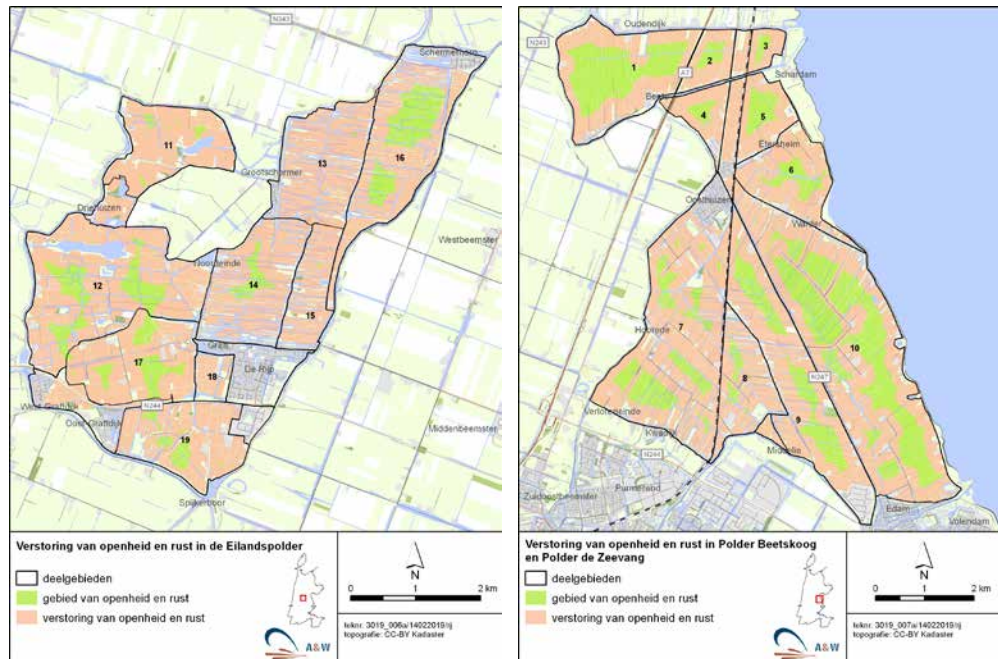 N243
Schermerhorn
11
13
16
Grootschermer
Driehuizen
Westbeemster
Noordeinde
12
14
15
17
Graft
De Rijp
18
West-Graftdijk
N244
Oost-Graftdijk
19
Middenbeemster
Spijkerboor
Verstoring van openheid en rust in de Eilandspolder
deelgebieden
gebied van openheid en rust
verstoring van openheid en rust
N
0 1 2 km
teknr. 3019_006a/14022019/nj
topografie: CC-BY Kadaster
A&W
Oudendijk
N243
3
2
1
A7
Schardam
Beets
4
5
Etersheim
6
Oosthuizen
Warder
Hobrede
7
10
8
N247
Verloreneinde
9
Kwadijk
N244
Middelie
Zuidoostbeemster
Purmerend
Edam
Volendam
Verstoring van openheid en rust in Polder Beetskoog
en Polder de Zeevang
deelgebieden
gebied van openheid en rust
verstoring van openheid en rust
N
0 1 2 km
teknr. 3019_007a/14022019/nj
topografie: CC-BY Kadaster
A&W